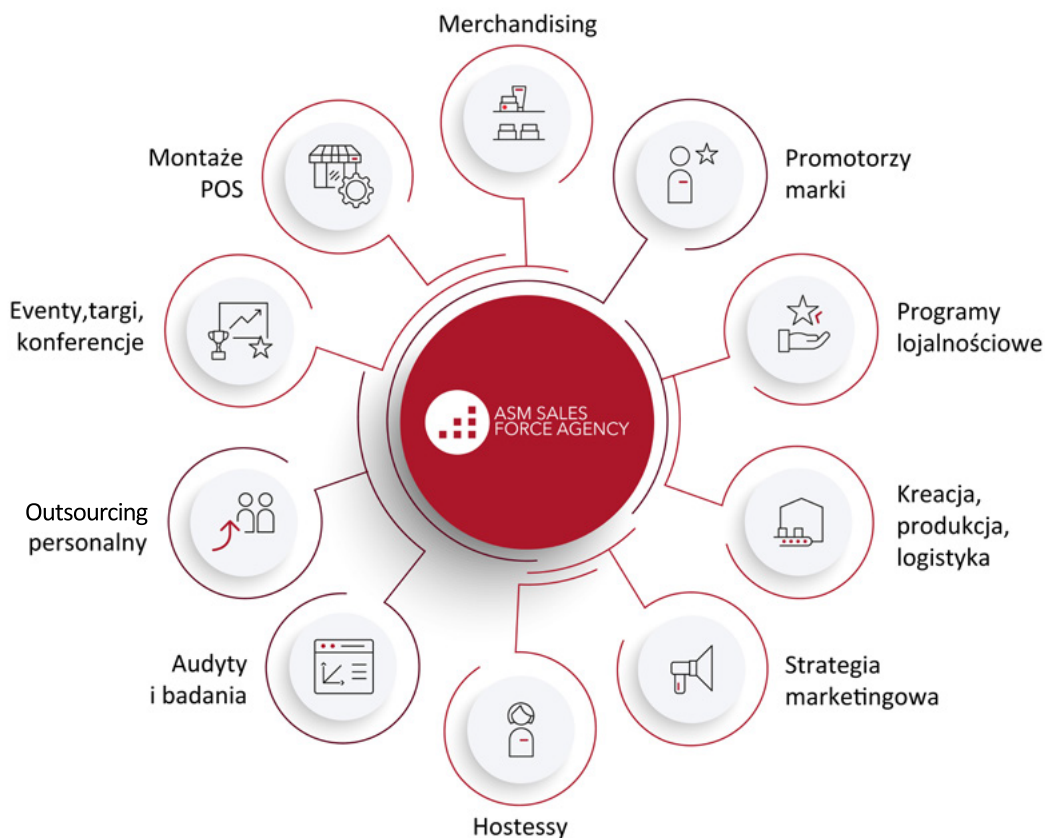 Merchandising
Promotorzy
marki
Programy
lojalnościowe
Kreacja,
produkcja,
logistyka
Strategia
marketingowa
Hostessy
Audyty
i badania
Outsourcing
personalny
Eventy,targi,
konferencje
Montaże
POS
ASM SALES
FORCE AGENCY